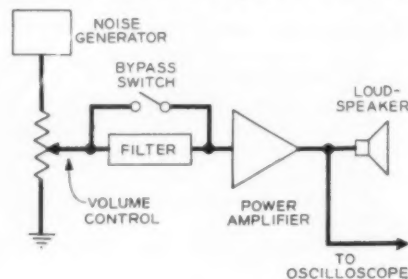 NOISE
GENERATOR
BYPASS
SWITCH
LOUD-
SPEAKER
FILTER
VOLUME
CONTROL
POWER
AMPLIFIER
TO
OSCILLOSCOPE